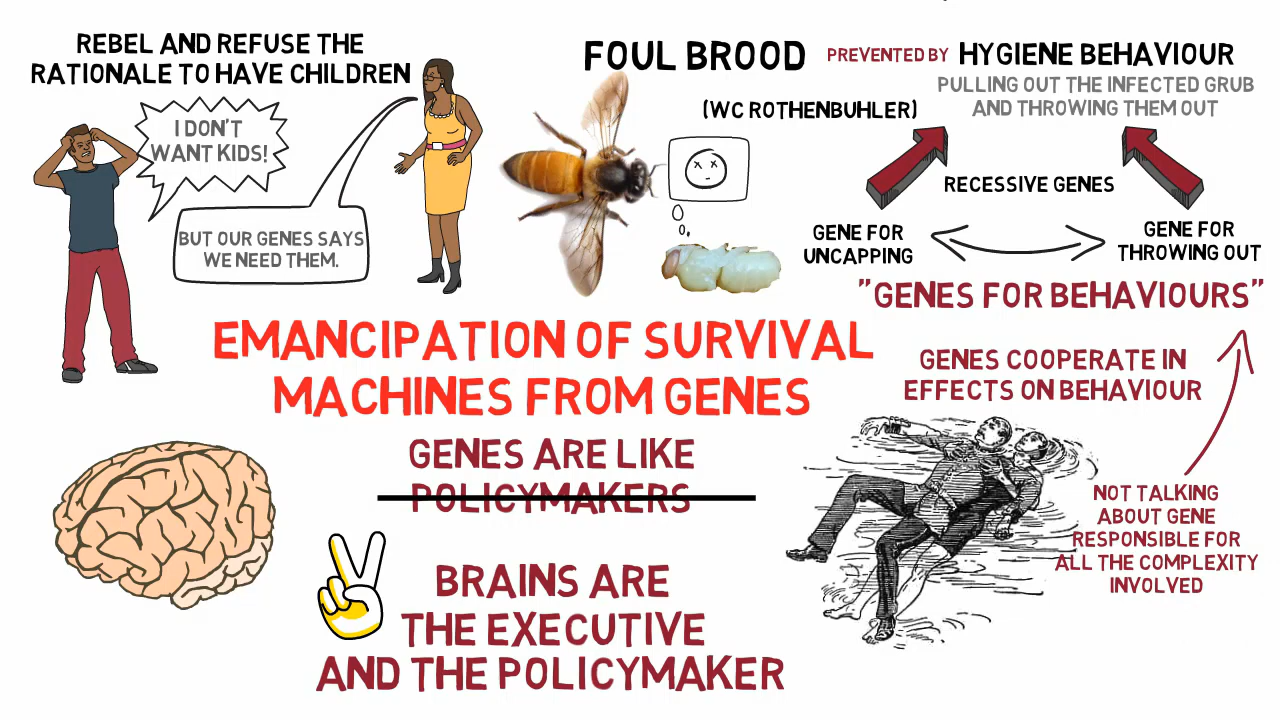 REBEL AND REFUSE THE
RATIONALE TO HAVE CHILDREN
I DON'T
WANT KIDS!
BUT OUR GENES SAYS
WE NEED THEM.
FOUL BROOD
PREVENTED BY HYGIENE BEHAVIOUR
PULLING OUT THE INFECTED GRUB
AND THROWING THEM OUT
(WC ROTHENBUHLER)
RECESSIVE GENES
GENE FOR
UNCAPPING
GENE FOR
THROWING OUT
"GENES FOR BEHAVIOURS"
EMANCIPATION OF SURVIVAL
MACHINES FROM GENES
GENES COOPERATE IN
EFFECTS ON BEHAVIOUR
GENES ARE LIKE
POLICYMAKERS
NOT TALKING
ABOUT GENE
RESPONSIBLE FOR
ALL THE COMPLEXITY
INVOLVED
BRAINS ARE
THE EXECUTIVE
AND THE POLICYMAKER